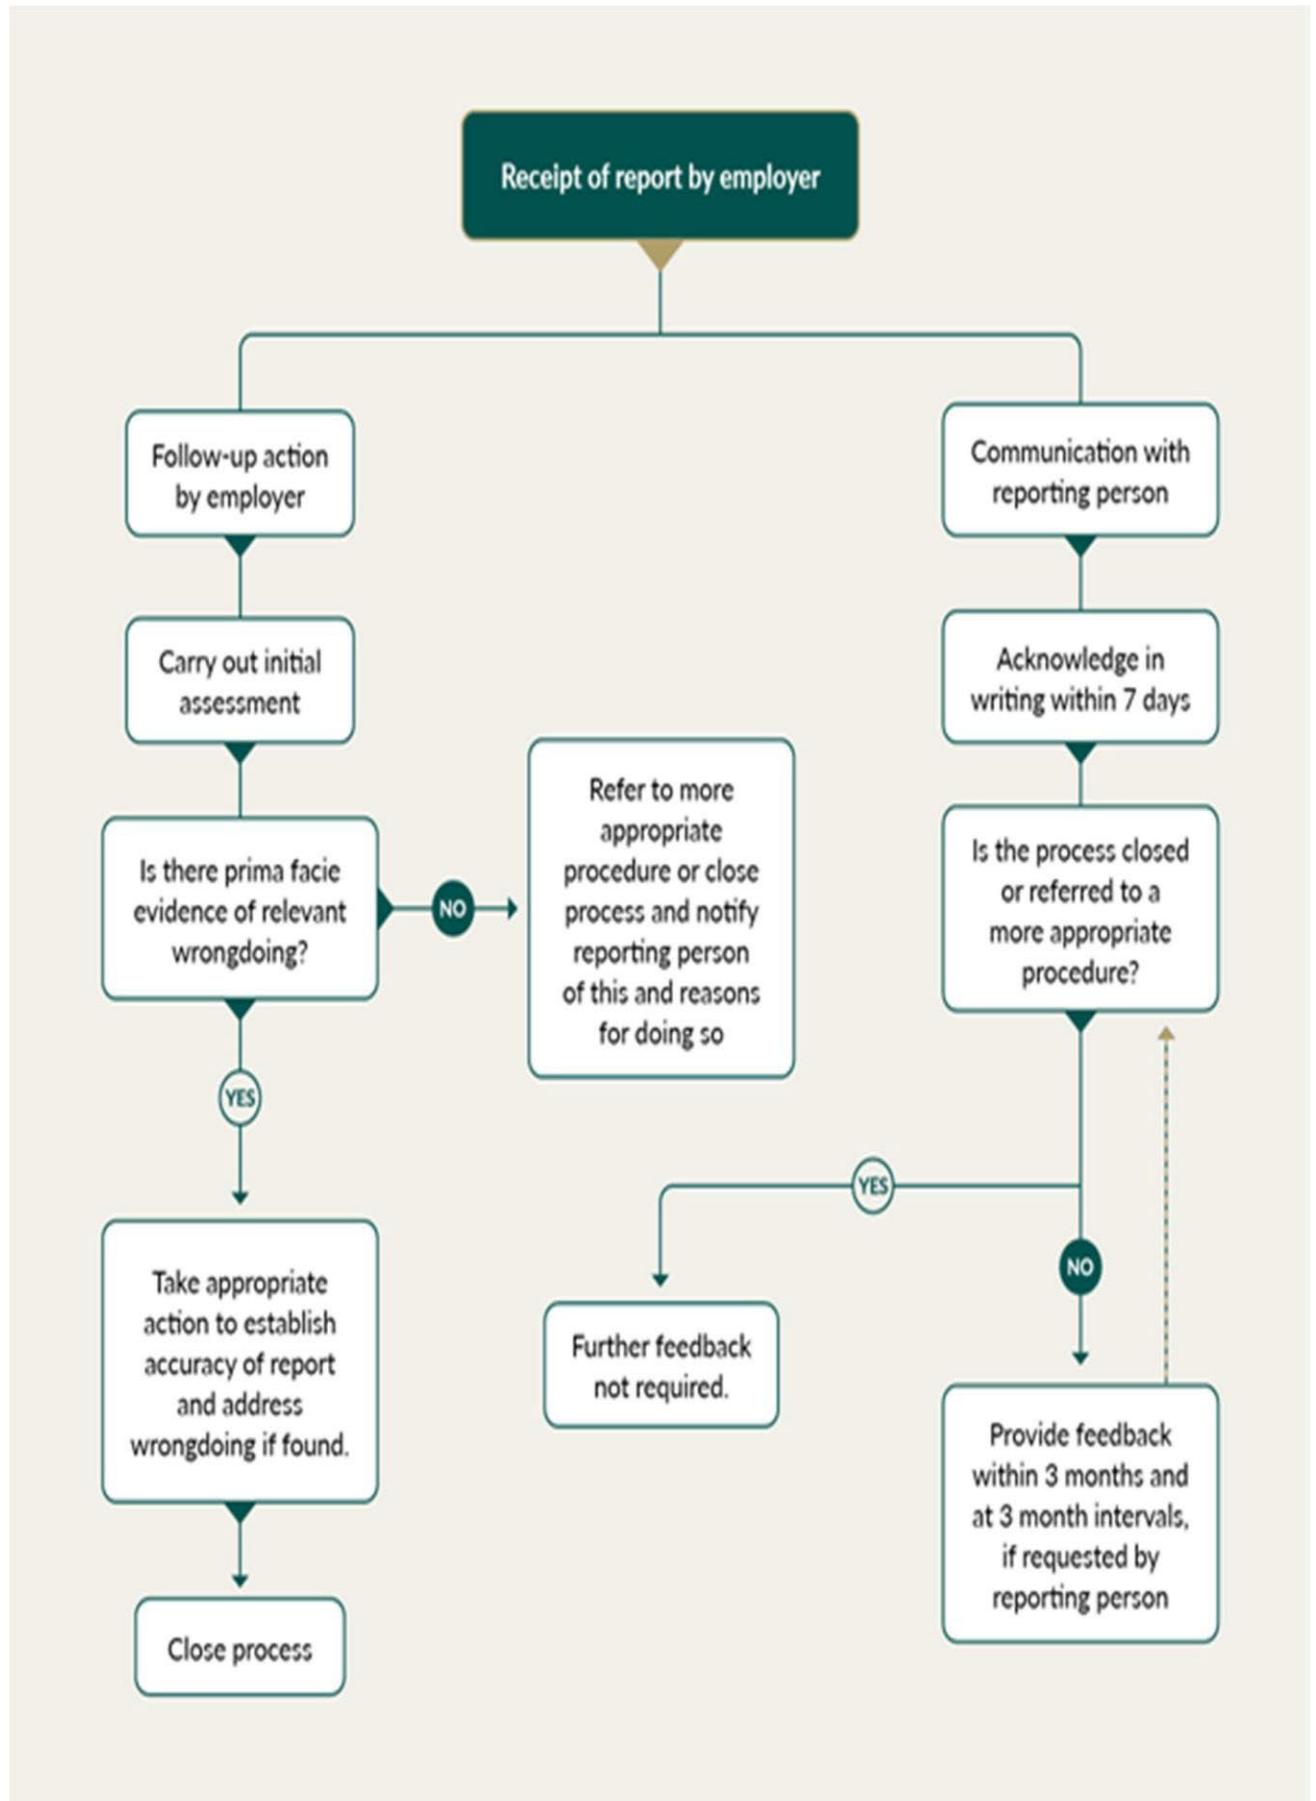 Receipt of report by employer
Follow-up action
by employer
Communication with
reporting person
Carry out initial
assessment
Acknowledge in
writing within 7 days
Is there prima facie
evidence of relevant
wrongdoing?
NO
Refer to more
appropriate
procedure or close
process and notify
reporting person
of this and reasons
for doing so
Is the process closed
or referred to a
more appropriate
procedure?
YES
YES
NO
Take appropriate
action to establish
accuracy of report
and address
wrongdoing if found.
Further feedback
not required.
Provide feedback
within 3 months and
at 3 month intervals,
if requested by
reporting person
Close process